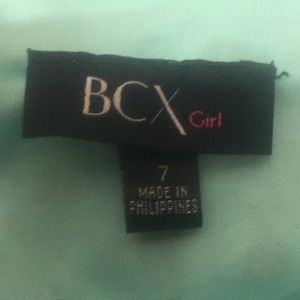 BCX Girl
7
MADE IN
PHILIPPINES